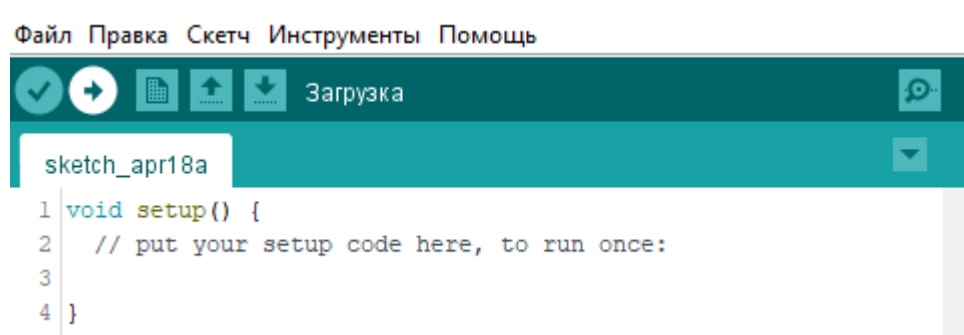 Файл Правка Скетч Инструменты Помощь
Загрузка
sketch_apr18a
1 void setup() {
2   // put your setup code here, to run once:
3
4 }